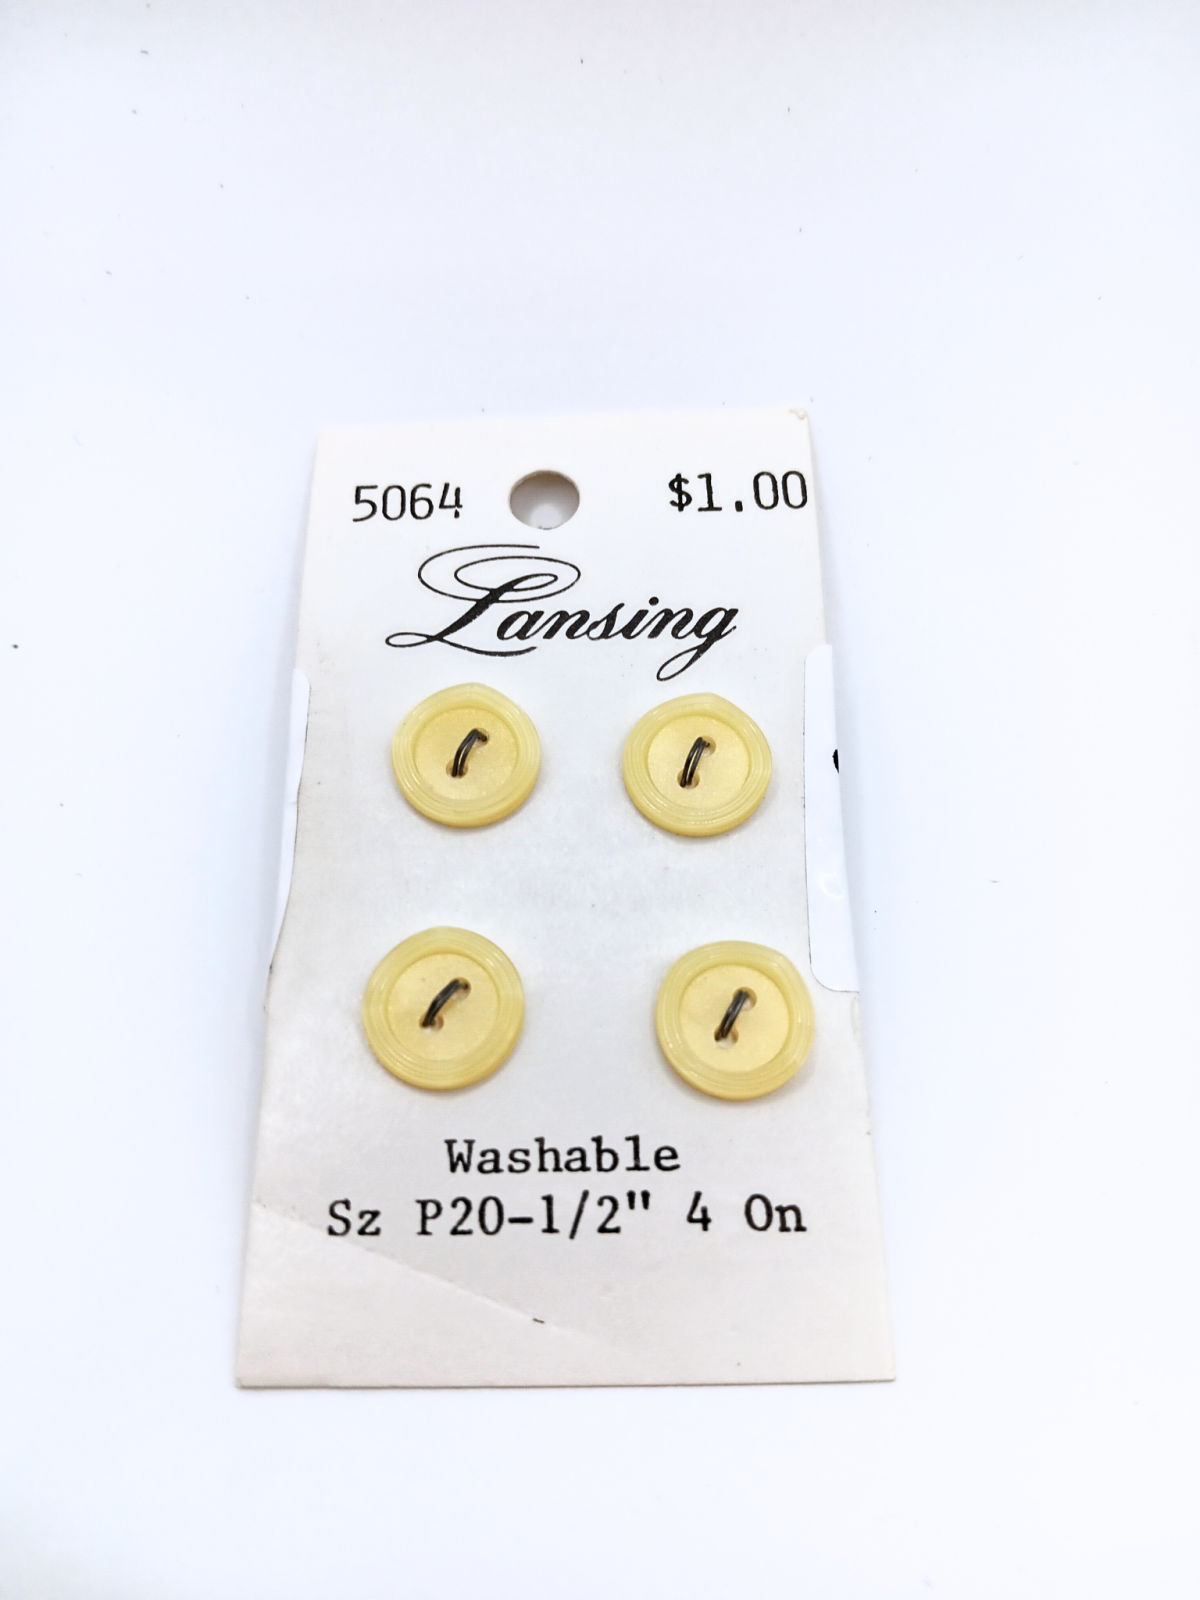 5064 $1.00
Lansing
Washable
Sz P20-1/2" 4 On